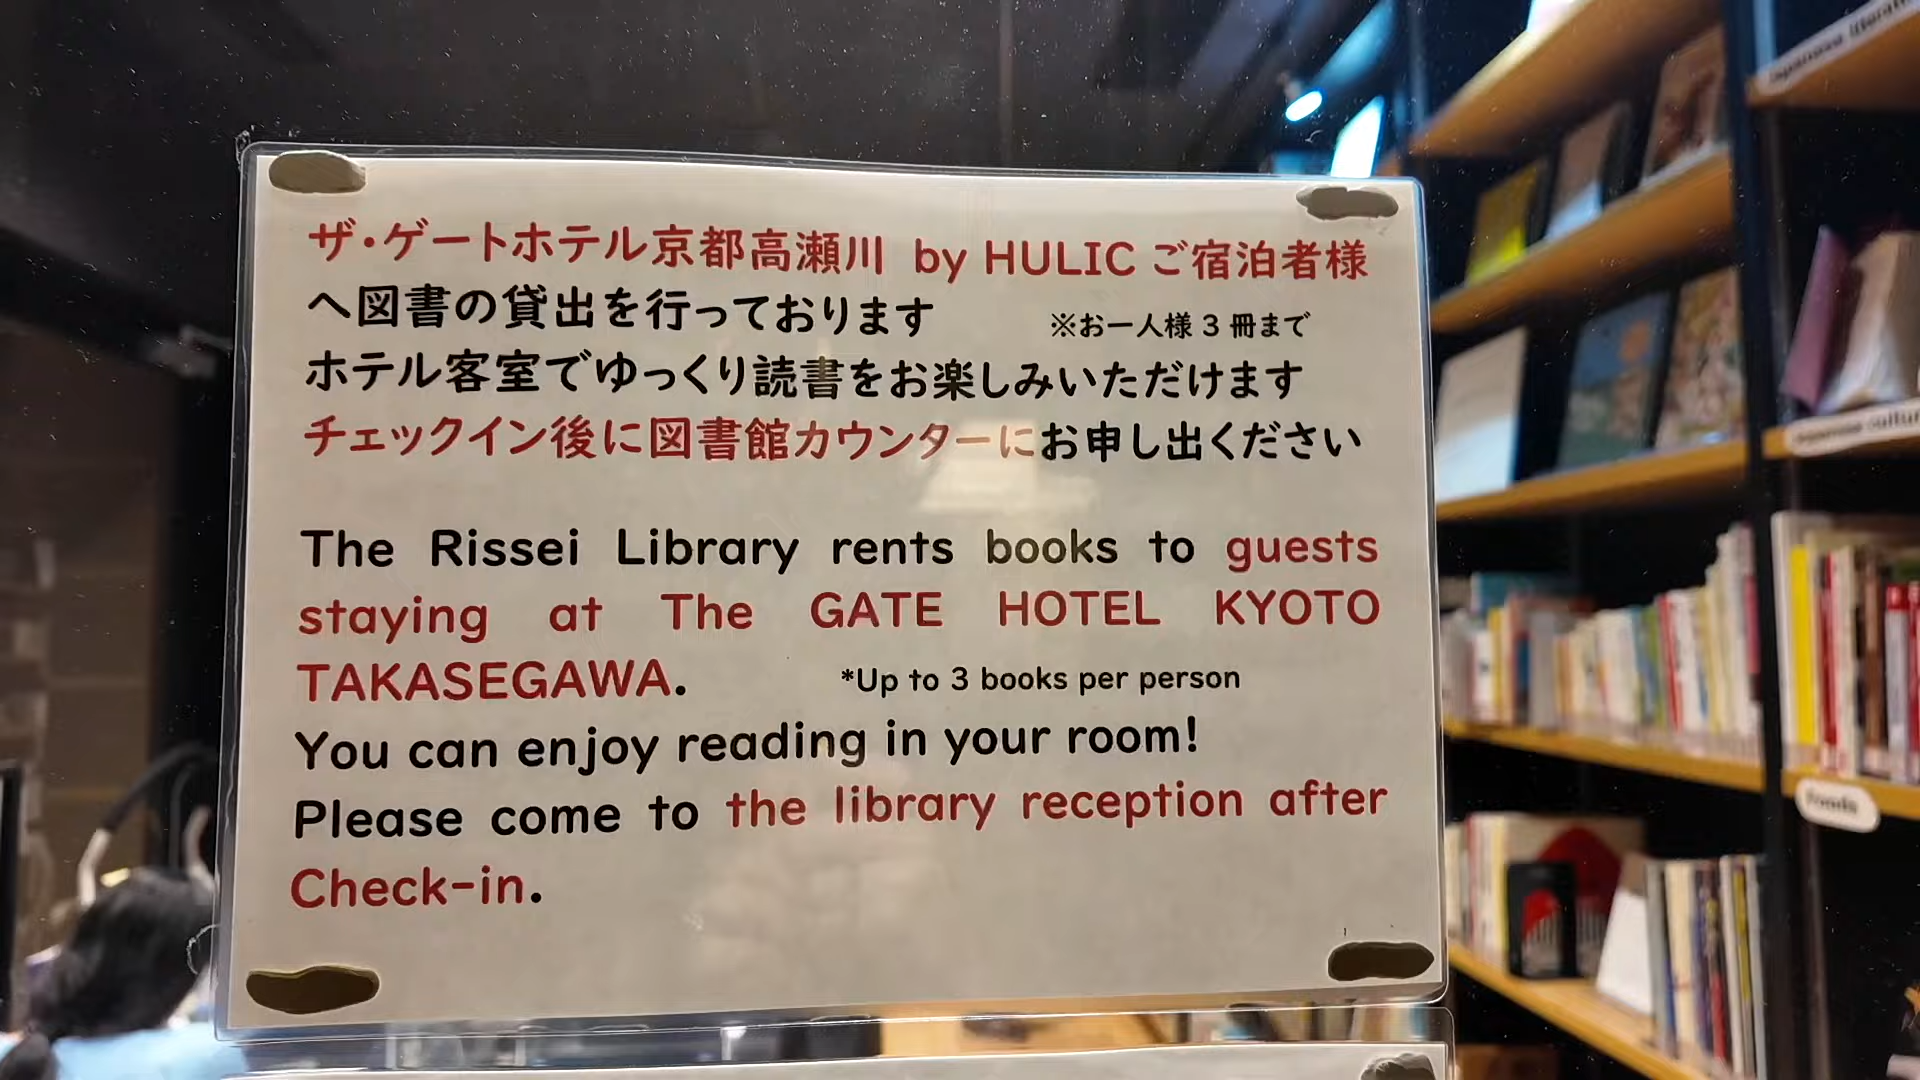 ザ・ゲートホテル京都高瀬川 by HULIC ご宿泊者様
へ図書の貸出を行っております ※お一人様 3 冊まで
ホテル客室でゆっくり読書をお楽しみいただけます
チェックイン後に図書館カウンターにお申し出ください
The Rissei Library rents books to guests
staying at The GATE HOTEL KYOTO
TAKASEGAWA. *Up to 3 books per person
You can enjoy reading in your room!
Please come to the library reception after
Check-in.